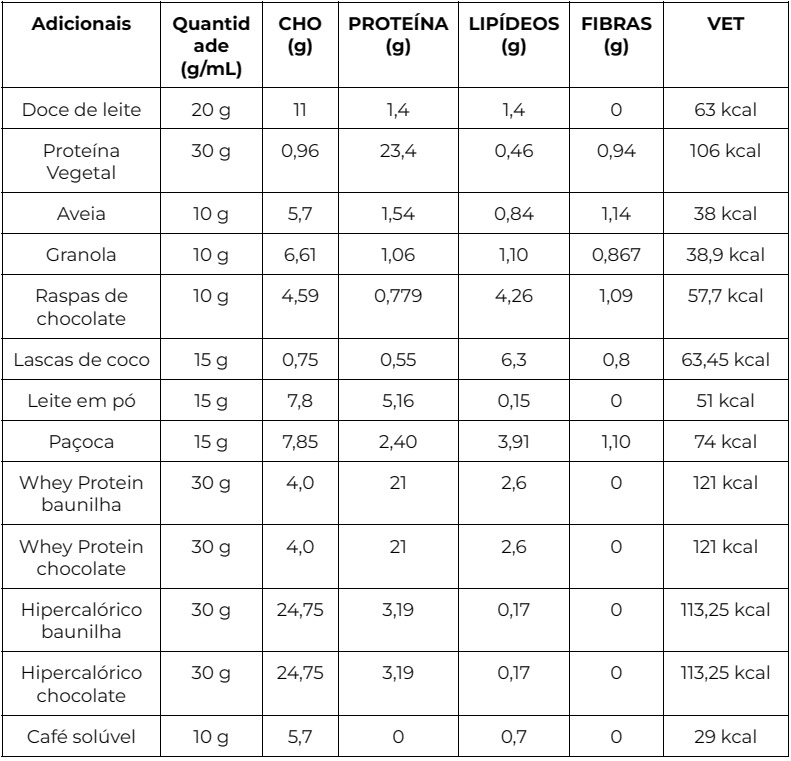 Adicionais Quantid CHO PROTEÍNA LIPÍDEOS FIBRAS VET
ade (g) (g) (g) (g)
(g/mL)
Doce de leite 20 g 11 1,4 1,4 0 63 kcal
Proteína 30 g 0,96 23,4 0,46 0,94 106 kcal
Vegetal
Aveia 10 g 5,7 1,54 0,84 1,14 38 kcal
Granola 10 g 6,61 1,06 1,10 0,867 38,9 kcal
Raspas de 10 g 4,59 0,779 4,26 1,09 57,7 kcal
chocolate
Lascas de coco 15 g 0,75 0,55 6,3 0,8 63,45 kcal
Leite em pó 15 g 7,8 5,16 0,15 0 51 kcal
Paçoca 15 g 7,85 2,40 3,91 1,10 74 kcal
Whey Protein 30 g 4,0 21 2,6 0 121 kcal
baunilha
Whey Protein 30 g 4,0 21 2,6 0 121 kcal
chocolate
Hipercalórico 30 g 24,75 3,19 0,17 0 113,25 kcal
baunilha
Hipercalórico 30 g 24,75 3,19 0,17 0 113,25 kcal
chocolate
Café solúvel 10 g 5,7 0 0,7 0 29 kcal